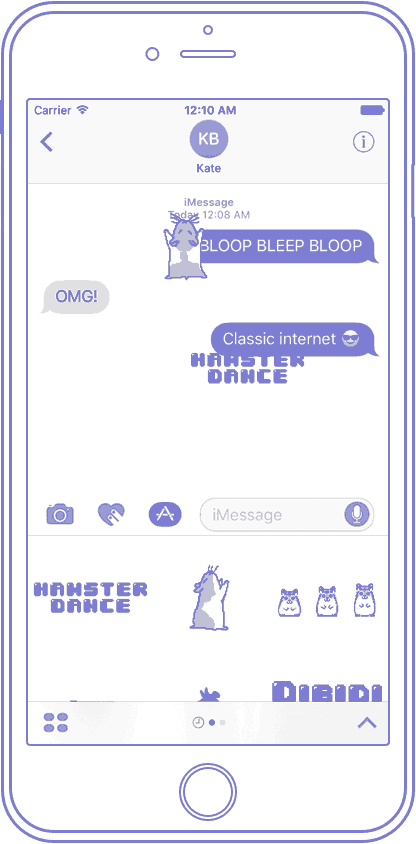 Carrier 12:10 AM
KB
Kate
iMessage
Today 12:08 AM
BLOOP BLEEP BLOOP
OMG!
Classic internet 😎
HAMSTER
DANCE
iMessage
HAMSTER
DANCE
DIBIDI